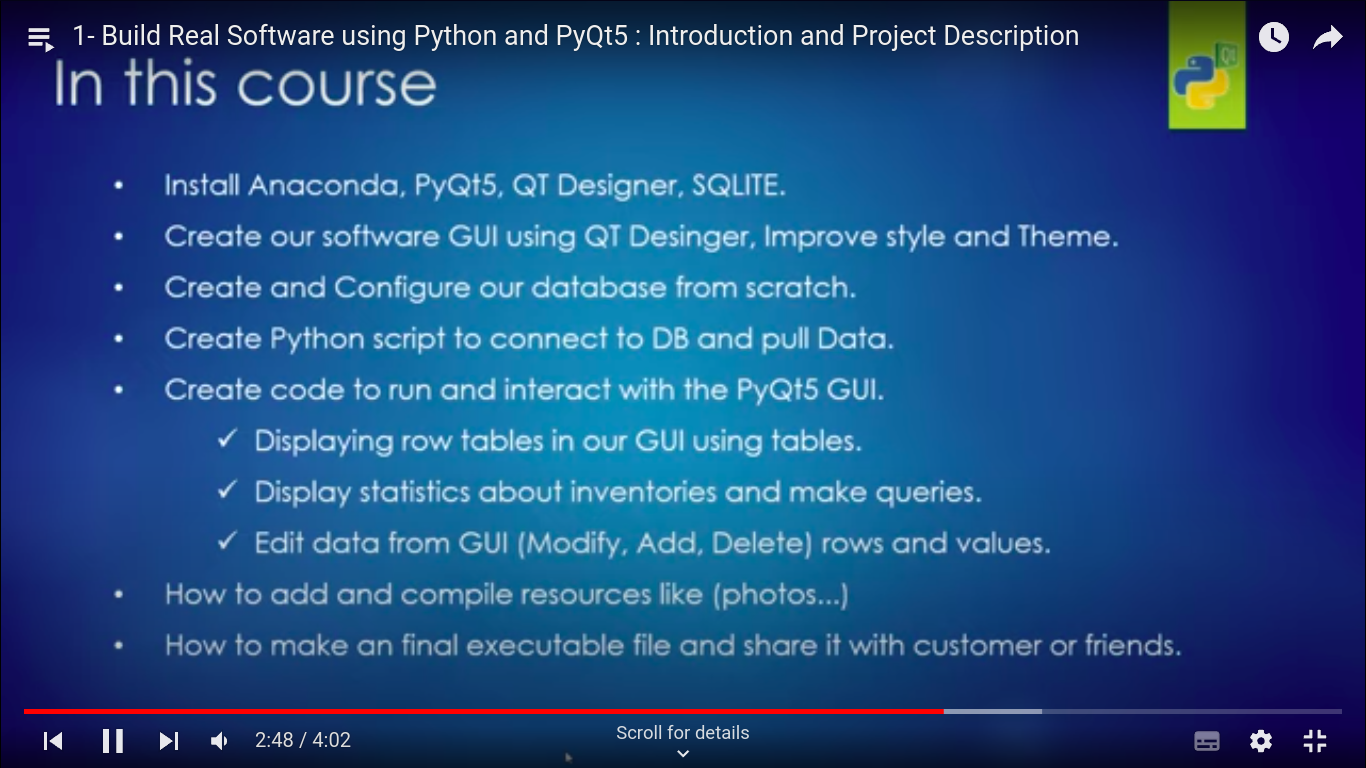 1- Build Real Software using Python and PyQt5 : Introduction and Project Description
In this course
Qt
• Install Anaconda, PyQt5, QT Designer, SQLITE.
• Create our software GUI using QT Desinger, Improve style and Theme.
• Create and Configure our database from scratch.
• Create Python script to connect to DB and pull Data.
• Create code to run and interact with the PyQt5 GUI.
✓ Displaying row tables in our GUI using tables.
✓ Display statistics about inventories and make queries.
✓ Edit data from GUI (Modify, Add, Delete) rows and values.
• How to add and compile resources like (photos...)
• How to make an final executable file and share it with customer or friends.
2:48 / 4:02
Scroll for details